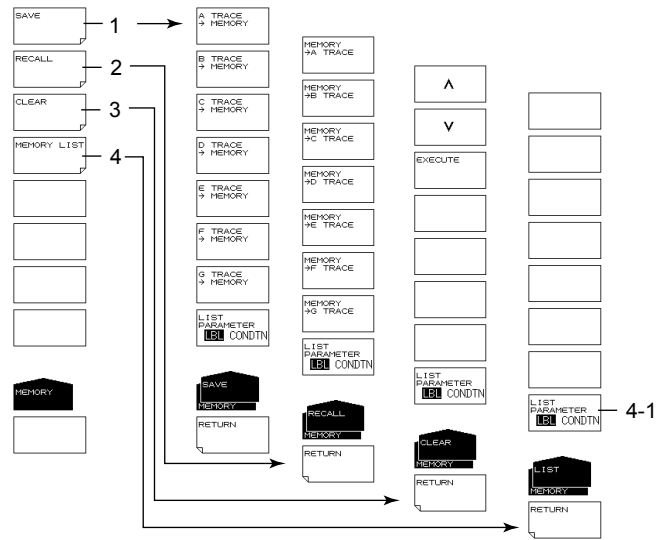 SAVE
1
RECALL
2
CLEAR
3
MEMORY LIST
4
MEMORY
A TRACE
→ MEMORY
B TRACE
→ MEMORY
C TRACE
→ MEMORY
D TRACE
→ MEMORY
E TRACE
→ MEMORY
F TRACE
→ MEMORY
G TRACE
→ MEMORY
LIST
PARAMETER
LBL CONDTN
SAVE
MEMORY
RETURN
MEMORY
→A TRACE
MEMORY
→B TRACE
MEMORY
→C TRACE
MEMORY
→D TRACE
MEMORY
→E TRACE
MEMORY
→F TRACE
MEMORY
→G TRACE
LIST
PARAMETER
LBL CONDTN
RECALL
MEMORY
RETURN
∧
∨
EXECUTE
LIST
PARAMETER
LBL CONDTN
CLEAR
MEMORY
RETURN
LIST
PARAMETER
LBL CONDTN
4-1
LIST
MEMORY
RETURN